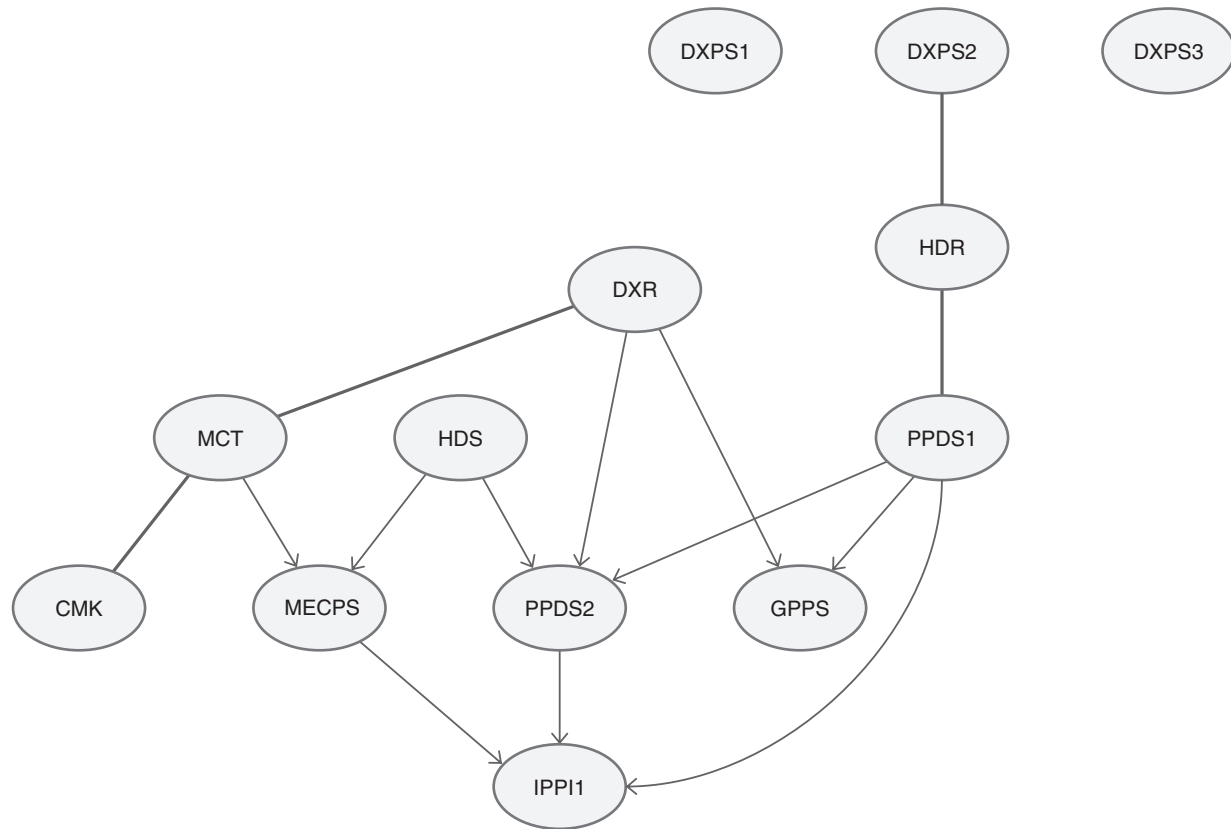 DXPS1
DXPS2
DXPS3
HDR
DXR
MCT
HDS
PPDS1
CMK
MECPS
PPDS2
GPPS
IPPI1